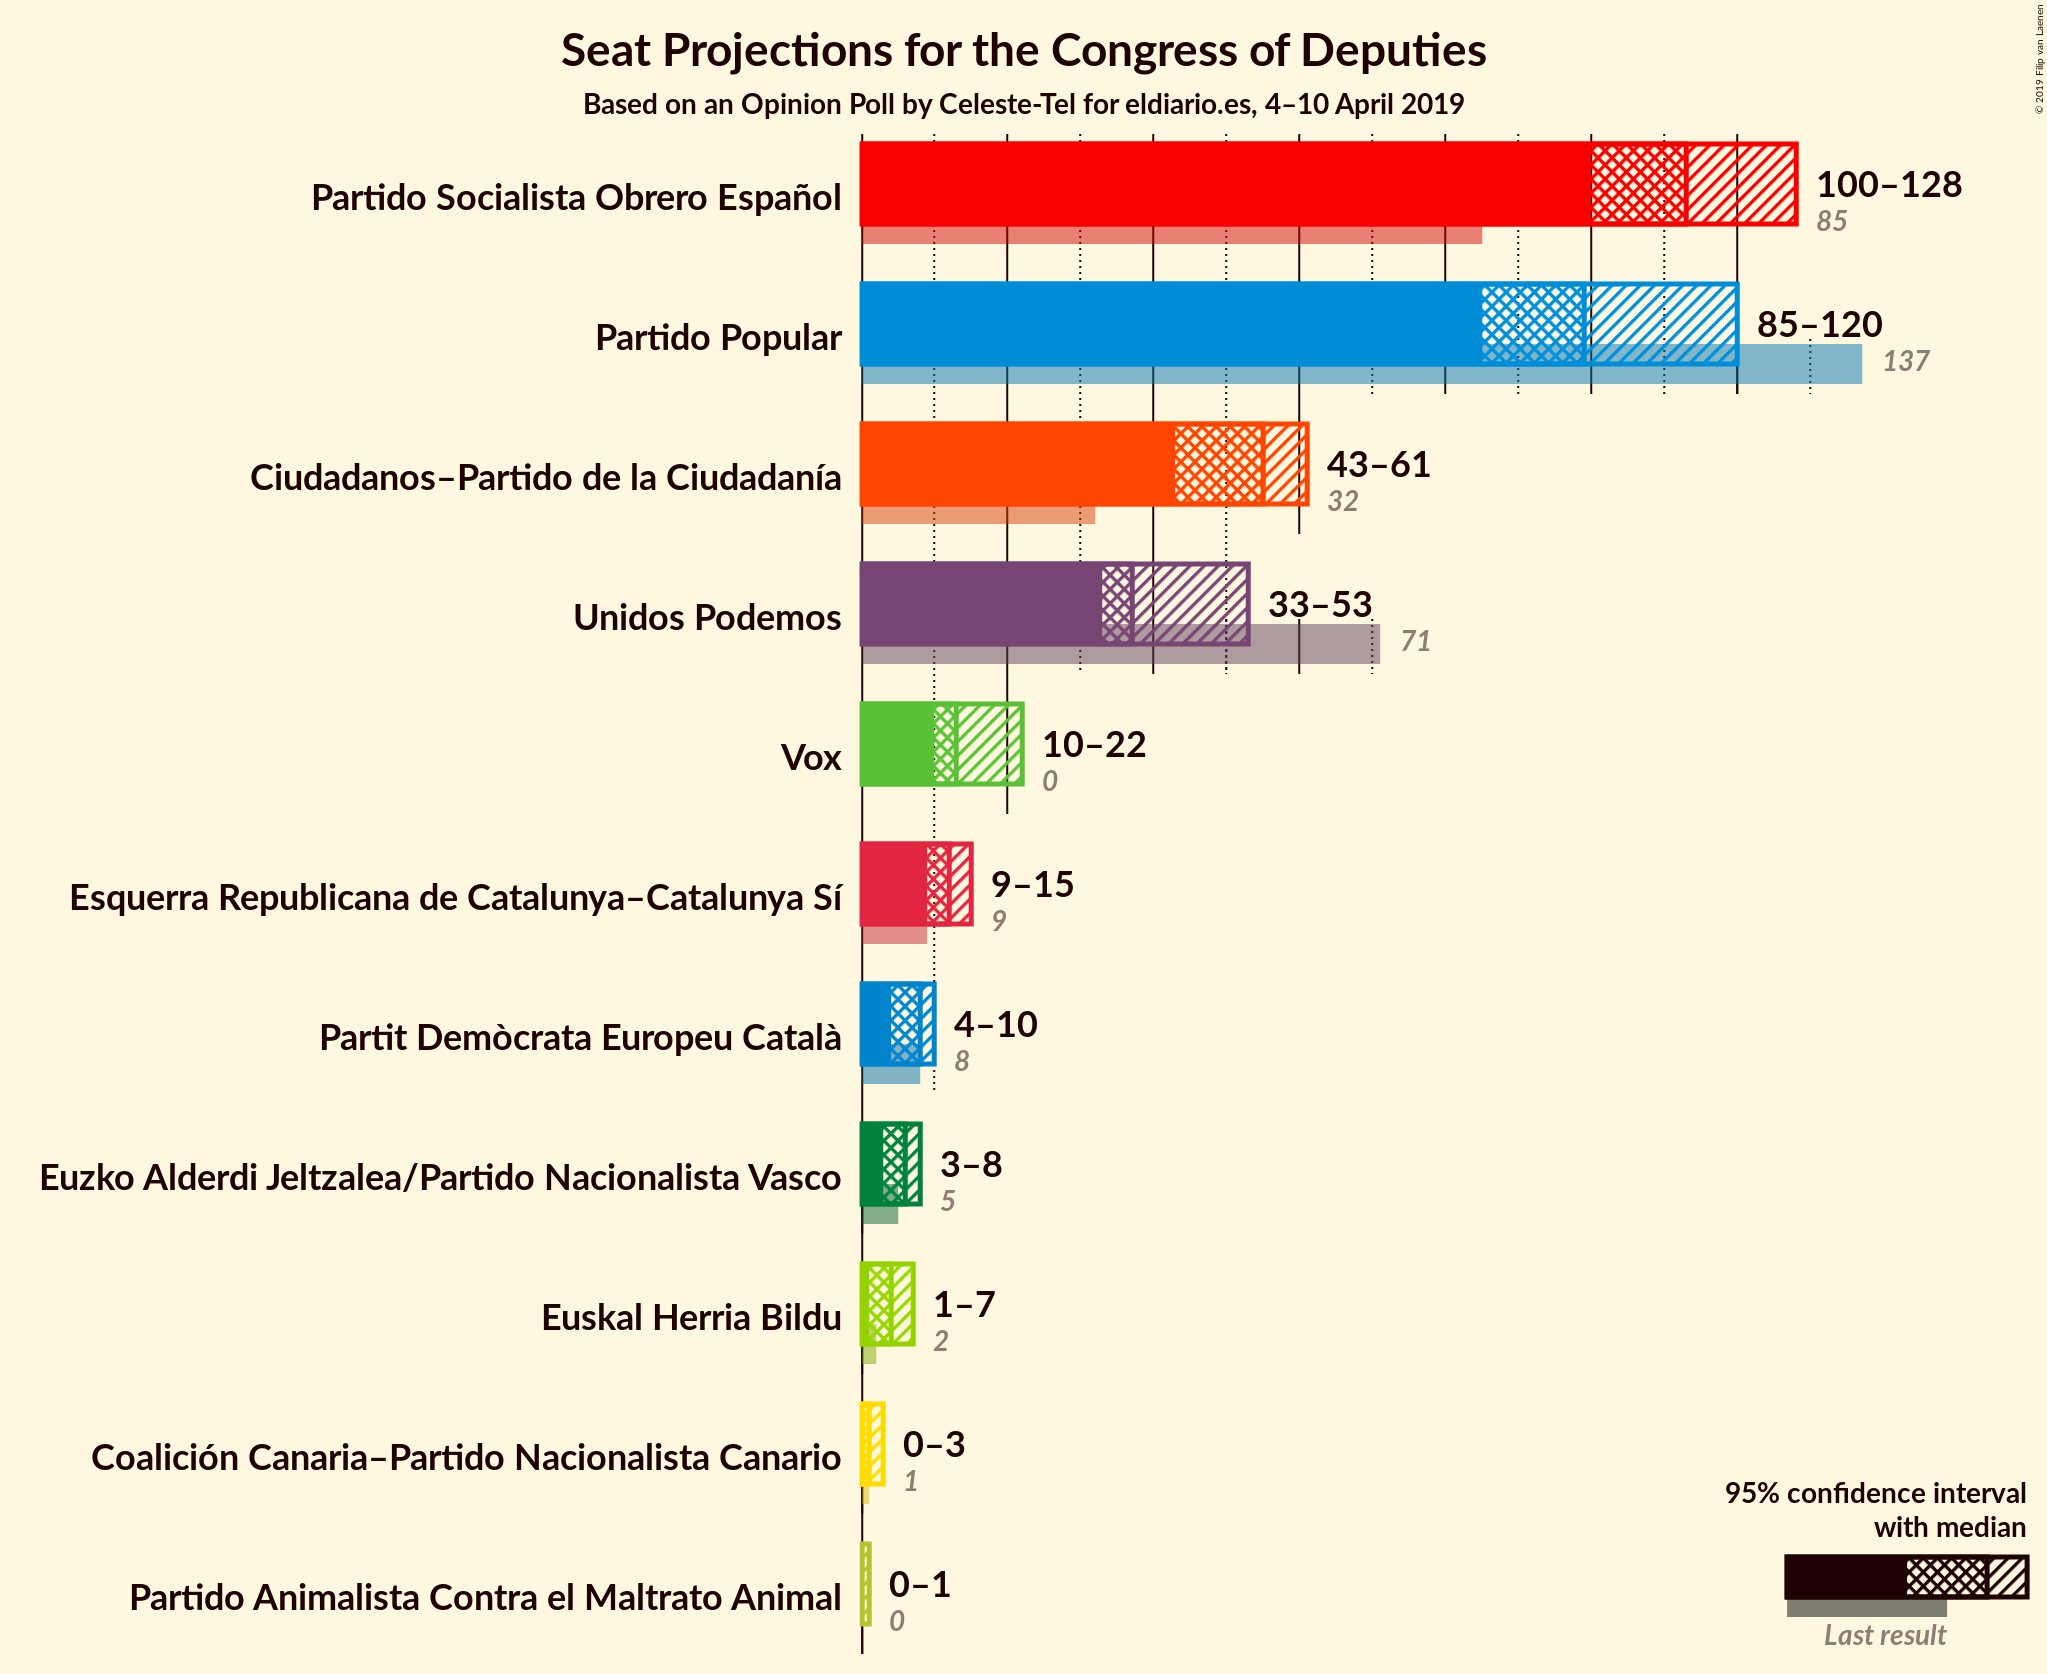 Seat Projections for the Congress of Deputies
Based on an Opinion Poll by Celeste-Tel for eldiario.es, 4–10 April 2019
© 2019 Filip van Laenen
Partido Socialista Obrero Español
100–128
85
Partido Popular
85–120
137
Ciudadanos–Partido de la Ciudadanía
43–61
32
Unidos Podemos
33–53
71
Vox
10–22
0
Esquerra Republicana de Catalunya–Catalunya Sí
9–15
9
Partit Demòcrata Europeu Català
4–10
8
Euzko Alderdi Jeltzalea/Partido Nacionalista Vasco
3–8
5
Euskal Herria Bildu
1–7
2
Coalición Canaria–Partido Nacionalista Canario
0–3
1
Partido Animalista Contra el Maltrato Animal
0–1
0
95% confidence interval
with median
Last result